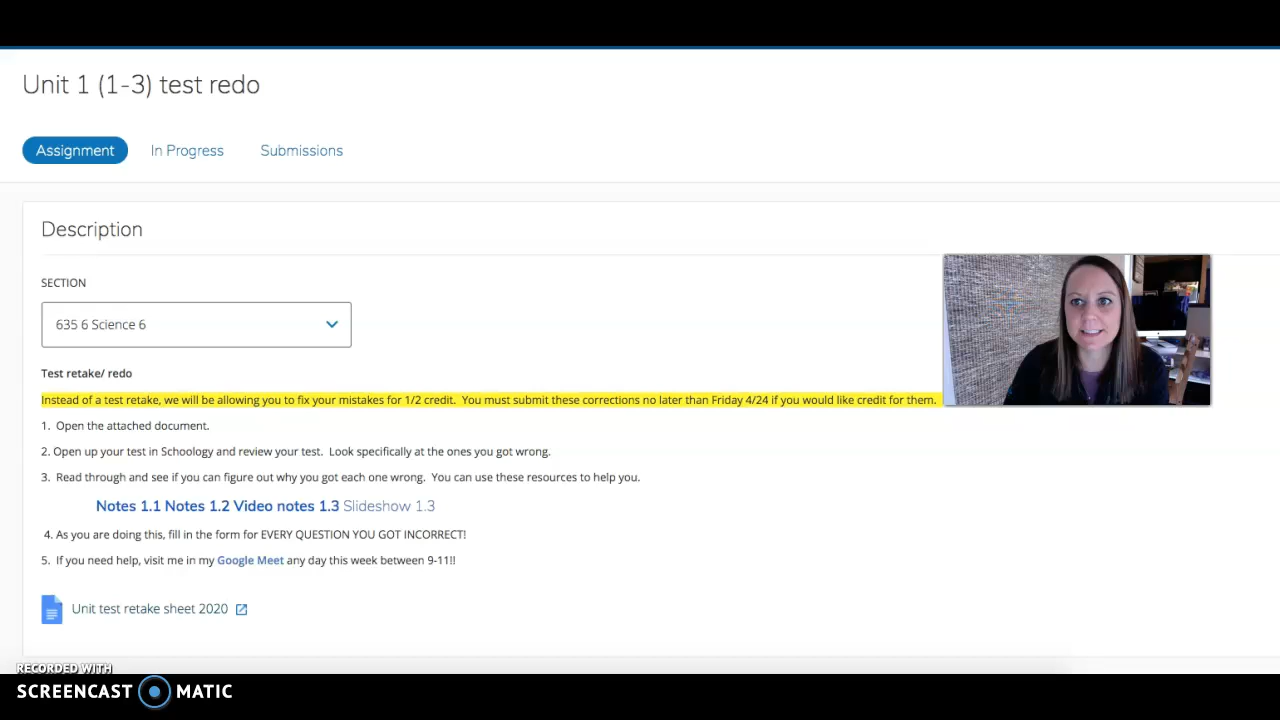 Unit 1 (1-3) test redo
Assignment In Progress Submissions
Description
SECTION
635 6 Science 6
Test retake/ redo
Instead of a test retake, we will be allowing you to fix your mistakes for 1/2 credit. You must submit these corrections no later than Friday 4/24 if you would like credit for them.
1. Open the attached document.
2. Open up your test in Schoology and review your test. Look specifically at the ones you got wrong.
3. Read through and see if you can figure out why you got each one wrong. You can use these resources to help you.
Notes 1.1 Notes 1.2 Video notes 1.3 Slideshow 1.3
4. As you are doing this, fill in the form for EVERY QUESTION YOU GOT INCORRECT!
5. If you need help, visit me in my Google Meet any day this week between 9-11!!
Unit test retake sheet 2020
RECORDED WITH
SCREENCAST MATIC